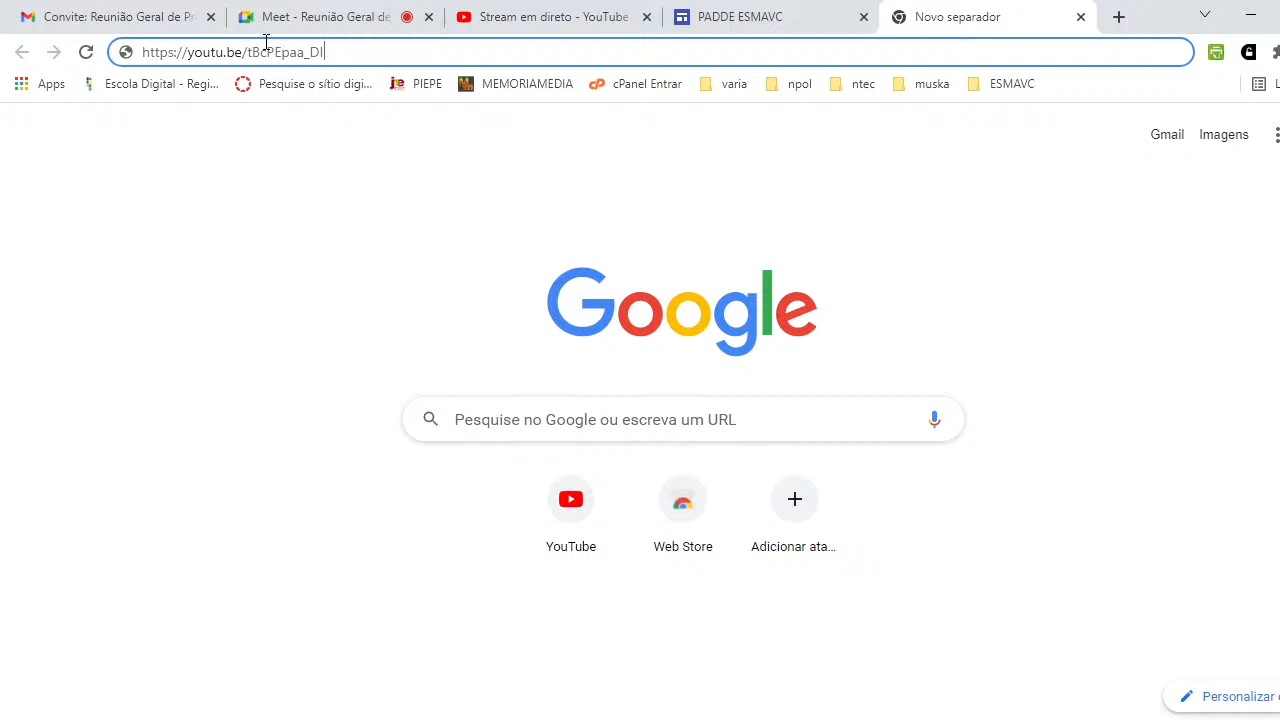 Convite: Reunião Geral de Pr
Meet - Reunião Geral de
Stream em direto - YouTube
PADDE ESMAVC
Novo separador
https://youtu.be/tBcPEpaa_DI
Apps
Escola Digital - Regi...
Pesquise o sítio digi...
PIEPE
MEMORIAMEDIA
cPanel Entrar
varia
npol
ntec
muska
ESMAVC
L
Gmail
Imagens
Google
Pesquise no Google ou escreva um URL
YouTube
Web Store
Adicionar ata...
Personalizar